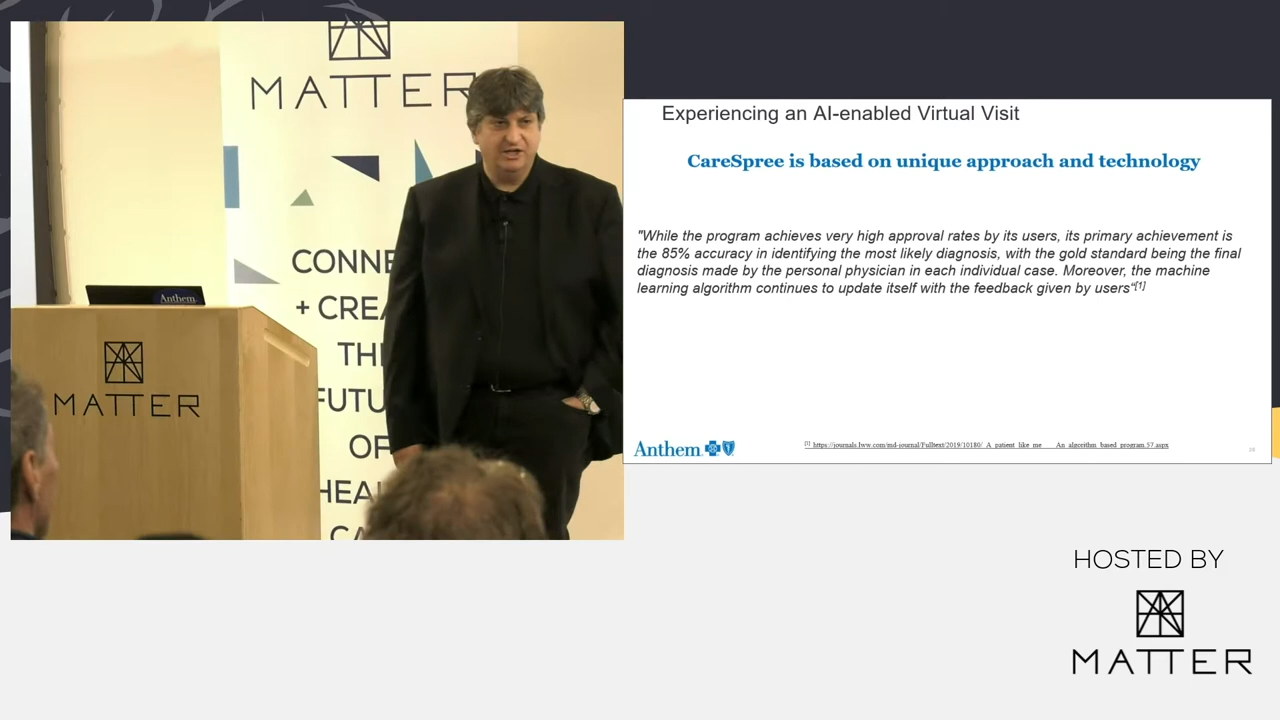 MATTER
CONNE
+ CREA
TH
FUTU
OF
HEA
CA
Anthem
MATTER
Experiencing an AI-enabled Virtual Visit
CareSpree is based on unique approach and technology
"While the program achieves very high approval rates by its users, its primary achievement is
the 85% accuracy in identifying the most likely diagnosis, with the gold standard being the final
diagnosis made by the personal physician in each individual case. Moreover, the machine
learning algorithm continues to update itself with the feedback given by users“[1]
Anthem
[1] https://journals.lww.com/md-journal/Fulltext/2019/10180/_A_patient_like_me___An_algorithm_based_program.57.aspx
HOSTED BY
MATTER